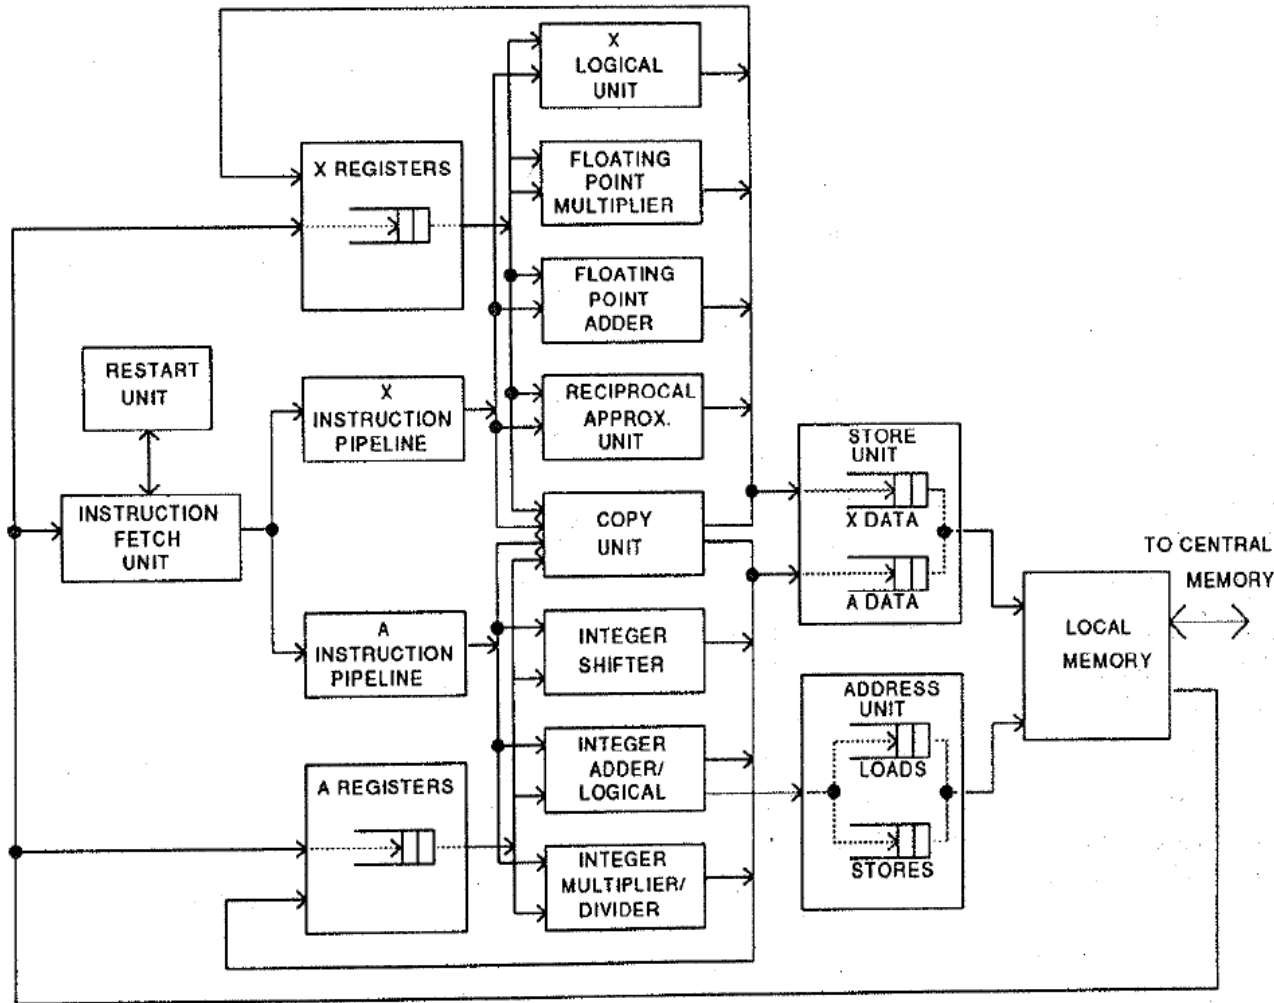 X
LOGICAL
UNIT
X REGISTERS
FLOATING
POINT
MULTIPLIER
FLOATING
POINT
ADDER
RESTART
UNIT
X
INSTRUCTION
PIPELINE
RECIPROCAL
APPROX.
UNIT
STORE
UNIT
X DATA
A DATA
INSTRUCTION
FETCH
UNIT
COPY
UNIT
TO CENTRAL
MEMORY
A
INSTRUCTION
PIPELINE
INTEGER
SHIFTER
LOCAL
MEMORY
ADDRESS
UNIT
LOADS
STORES
A REGISTERS
INTEGER
ADDER/
LOGICAL
INTEGER
MULTIPLIER/
DIVIDER